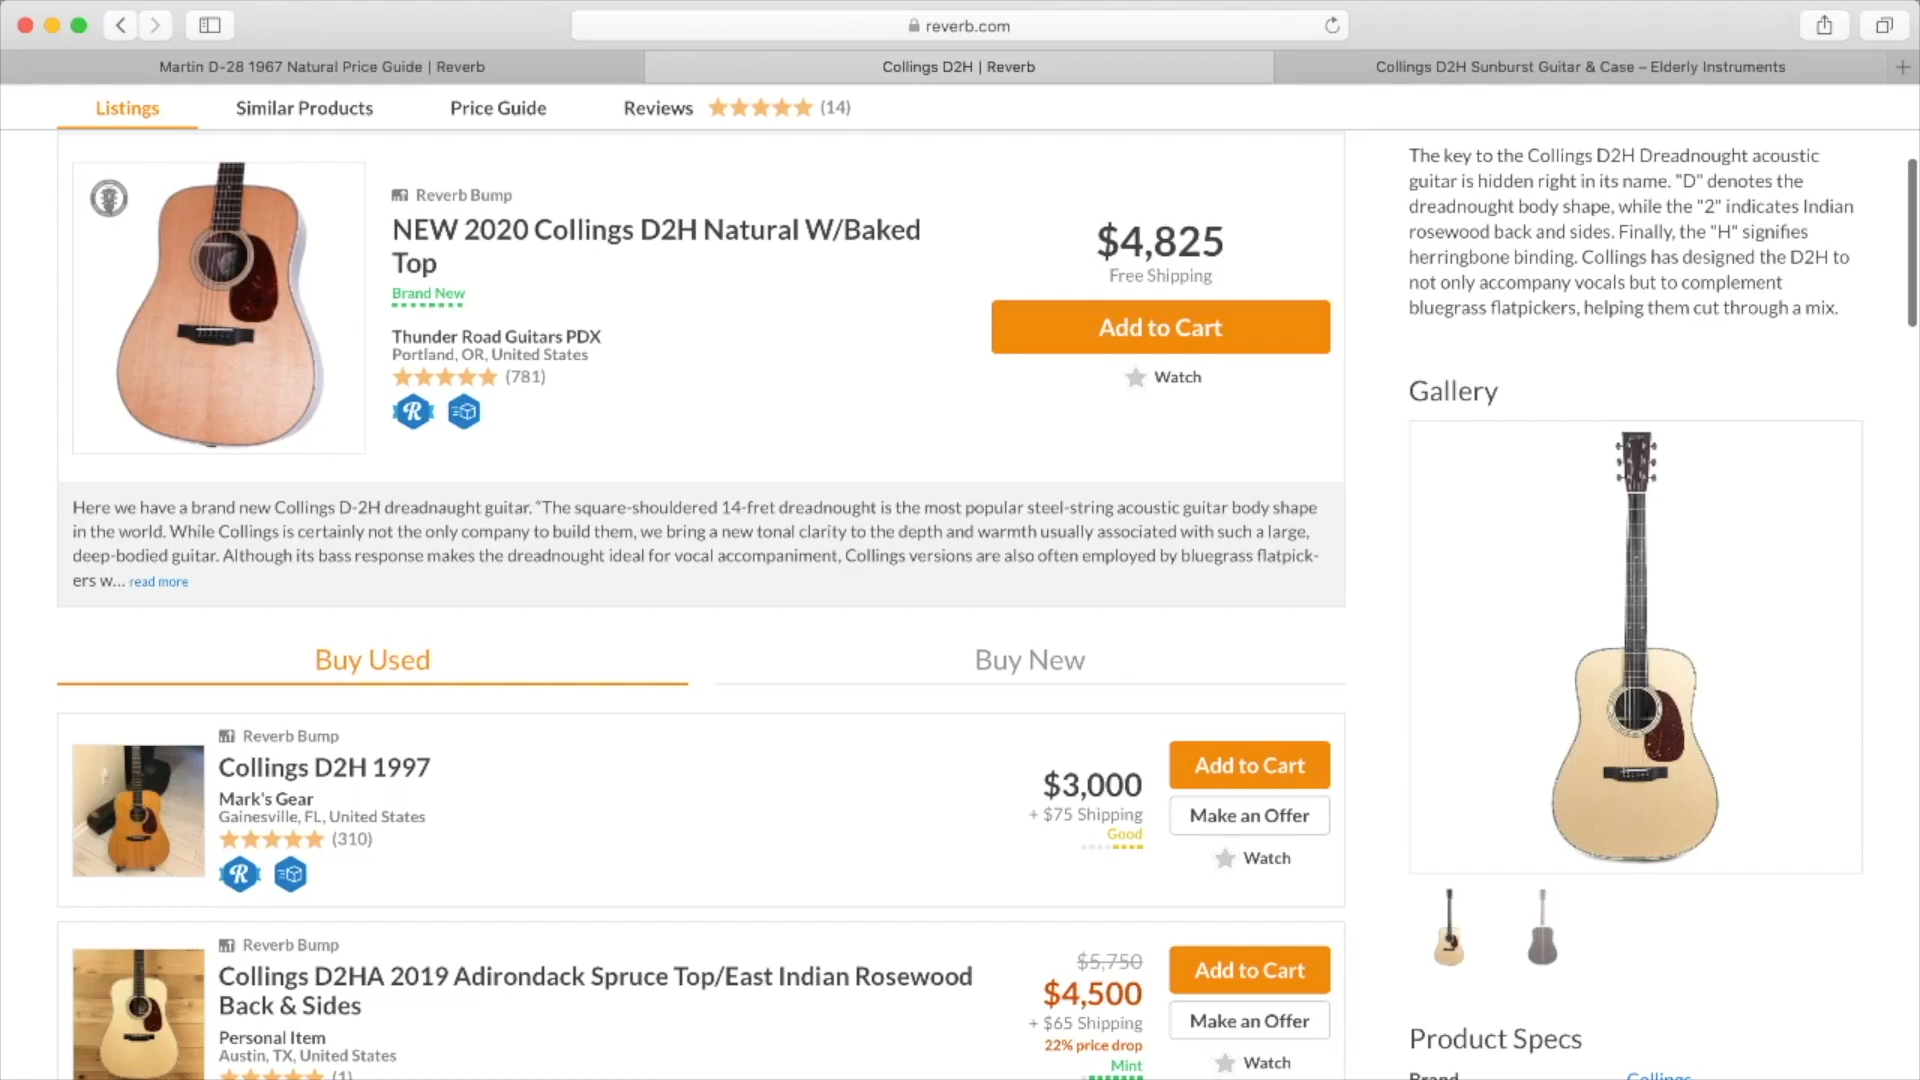 reverb.com
Martin D-28 1967 Natural Price Guide | Reverb
Collings D2H | Reverb
Collings D2H Sunburst Guitar & Case – Elderly Instruments
Listings
Similar Products
Price Guide
Reviews
(14)
Reverb Bump
NEW 2020 Collings D2H Natural W/Baked
Top
Brand New
Thunder Road Guitars PDX
Portland, OR, United States
(781)
$4,825
Free Shipping
Add to Cart
Watch
Here we have a brand new Collings D-2H dreadnaught guitar. “The square-shouldered 14-fret dreadnought is the most popular steel-string acoustic guitar body shape
in the world. While Collings is certainly not the only company to build them, we bring a new tonal clarity to the depth and warmth usually associated with such a large,
deep-bodied guitar. Although its bass response makes the dreadnought ideal for vocal accompaniment, Collings versions are also often employed by bluegrass flatpick-
ers w... read more
Buy Used
Buy New
Reverb Bump
Collings D2H 1997
Mark's Gear
Gainesville, FL, United States
(310)
$3,000
+ $75 Shipping
Good
Add to Cart
Make an Offer
Watch
Reverb Bump
Collings D2HA 2019 Adirondack Spruce Top/East Indian Rosewood
Back & Sides
Personal Item
Austin, TX, United States
(1)
$5,750
$4,500
+ $65 Shipping
22% price drop
Mint
Add to Cart
Make an Offer
Watch
The key to the Collings D2H Dreadnought acoustic
guitar is hidden right in its name. "D" denotes the
dreadnought body shape, while the "2" indicates Indian
rosewood back and sides. Finally, the "H" signifies
herringbone binding. Collings has designed the D2H to
not only accompany vocals but to complement
bluegrass flatpickers, helping them cut through a mix.
Gallery
Product Specs
Brand
Collings